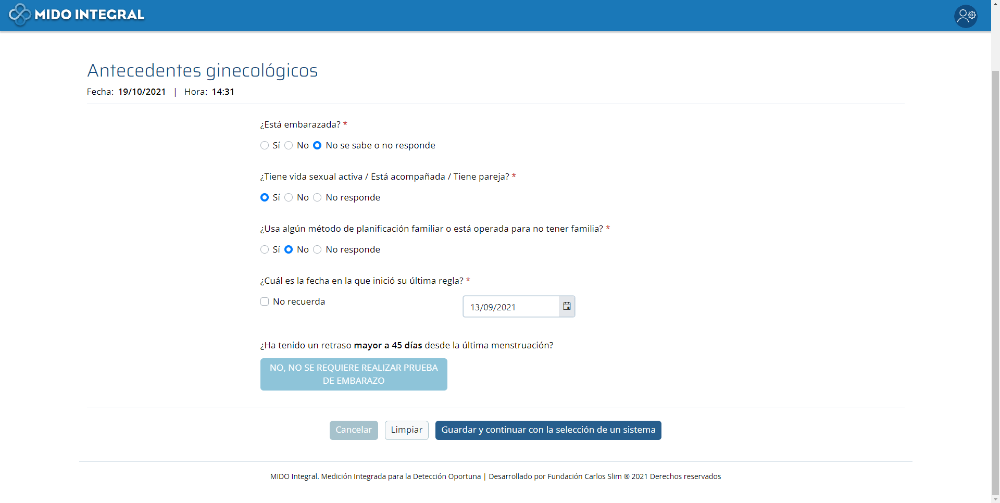 MIDO INTEGRAL
Antecedentes ginecológicos
Fecha: 19/10/2021 | Hora: 14:31
¿Está embarazada? *
Sí No No se sabe o no responde
¿Tiene vida sexual activa / Está acompañada / Tiene pareja? *
Sí No No responde
¿Usa algún método de planificación familiar o está operada para no tener familia? *
Sí No No responde
¿Cuál es la fecha en la que inició su última regla? *
No recuerda 13/09/2021
¿Ha tenido un retraso mayor a 45 días desde la última menstruación?
NO, NO SE REQUIERE REALIZAR PRUEBA
DE EMBARAZO
Cancelar Limpiar Guardar y continuar con la selección de un sistema
MIDO Integral. Medición Integrada para la Detección Oportuna | Desarrollado por Fundación Carlos Slim ® 2021 Derechos reservados